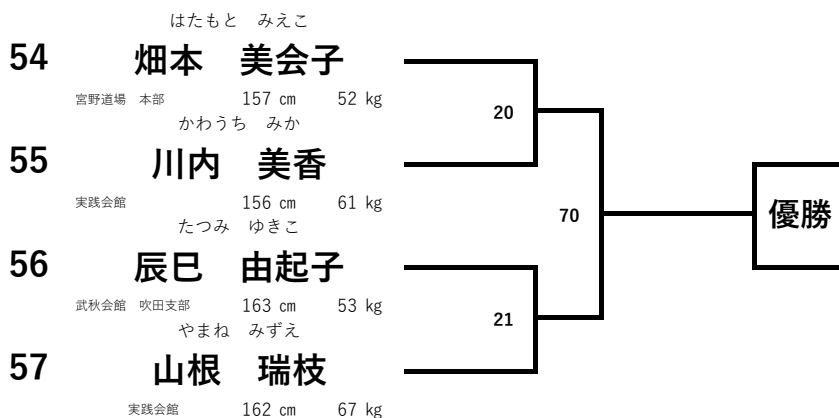 はたもと　みえこ
54 畑本　美会子
宮野道場　本部 157 cm 52 kg
20
かわうち　みか
55 川内　美香
実践会館 156 cm 61 kg
70
優勝
たつみ　ゆきこ
56 辰巳　由起子
武秋会館　吹田支部 163 cm 53 kg
21
やまね　みずえ
57 山根　瑞枝
実践会館 162 cm 67 kg